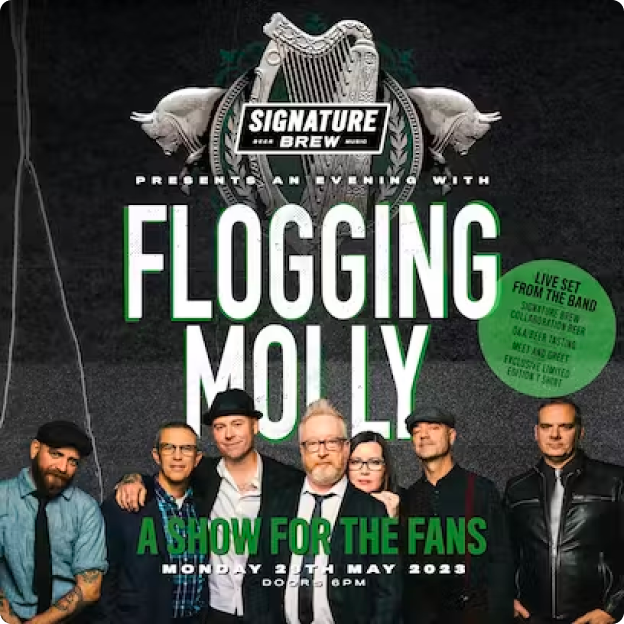 SIGNATURE
BEER BREW MUSIC
PRESENTS AN EVENING WITH
FLOGGING
MOLLY
LIVE SET
FROM THE BAND
SIGNATURE BREW
COLLABORATION BEER
Q&A/BEER TASTING
MEET AND GREET
EXCLUSIVE LIMITED
EDITION T SHIRT
A SHOW FOR THE FANS
MONDAY MAY 2023
DOORS 6PM